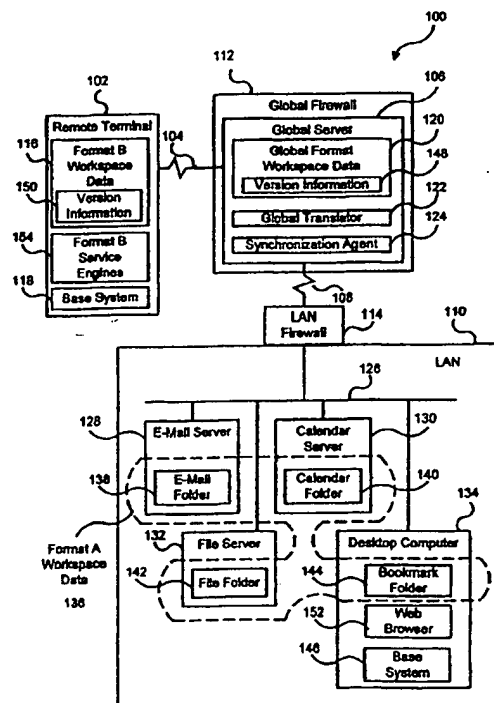 100
112
106
102
Global Firewall
Remote Terminal
104
Global Server
120
116
Format B
Workspace
Data
Global Format
Workspace Data
148
150
Version
Information
Version Information
122
Global Translator
124
154
Format B
Service
Engines
Synchronization Agent
118
Base System
108
LAN
Firewall
114
110
LAN
126
128
E-Mail Server
Calendar
Server
130
138
E-Mail
Folder
Calendar
Folder
140
134
132
File Server
Desktop Computer
Format A
Workspace
Data
136
142
File Folder
144
Bookmark
Folder
152
Web
Browser
146
Base
System